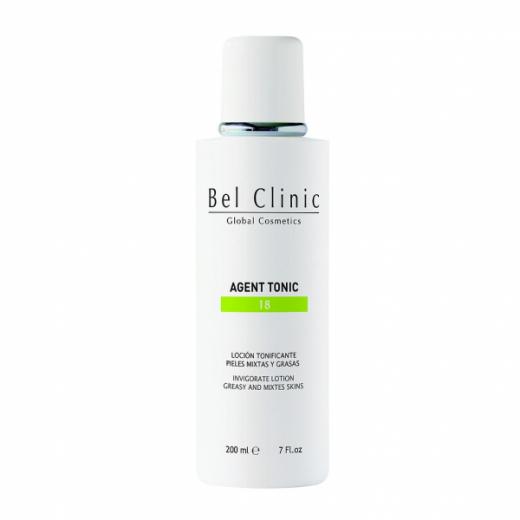 Bel Clinic
Global Cosmetics
AGENT TONIC
18
LOCIÓN TONIFICANTE
PIELES MIXTAS Y GRASAS
INVIGORATE LOTION
GREASY AND MIXTES SKINS
200 ml ℮ 7 Fl.oz